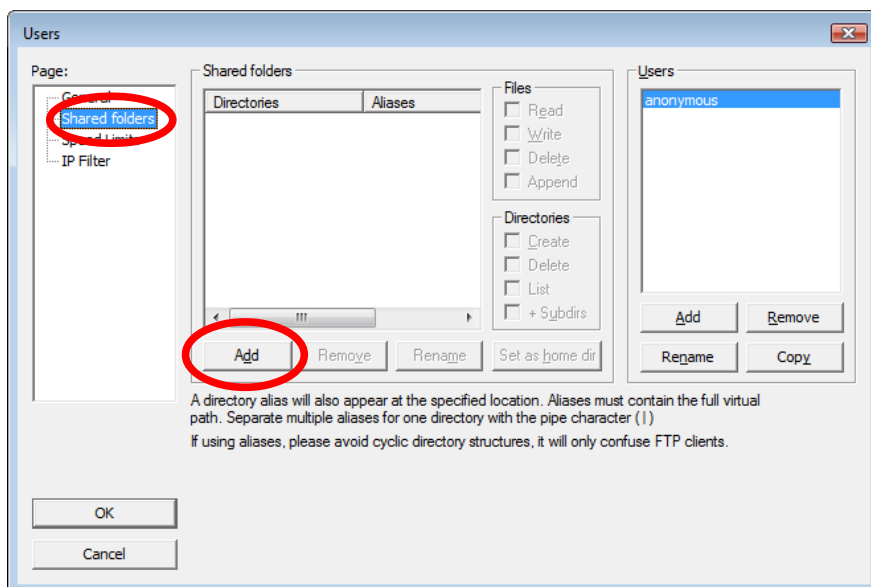 Users
Page:
General
Shared folders
Speed Limits
IP Filter
Shared folders
Directories Aliases
Files
Read
Write
Delete
Append
Directories
Create
Delete
List
+ Subdirs
Add Remove Rename Set as home dir
Users
anonymous
Add Remove
Rename Copy
A directory alias will also appear at the specified location. Aliases must contain the full virtual
path. Separate multiple aliases for one directory with the pipe character ( | )
If using aliases, please avoid cyclic directory structures, it will only confuse FTP clients.
OK
Cancel